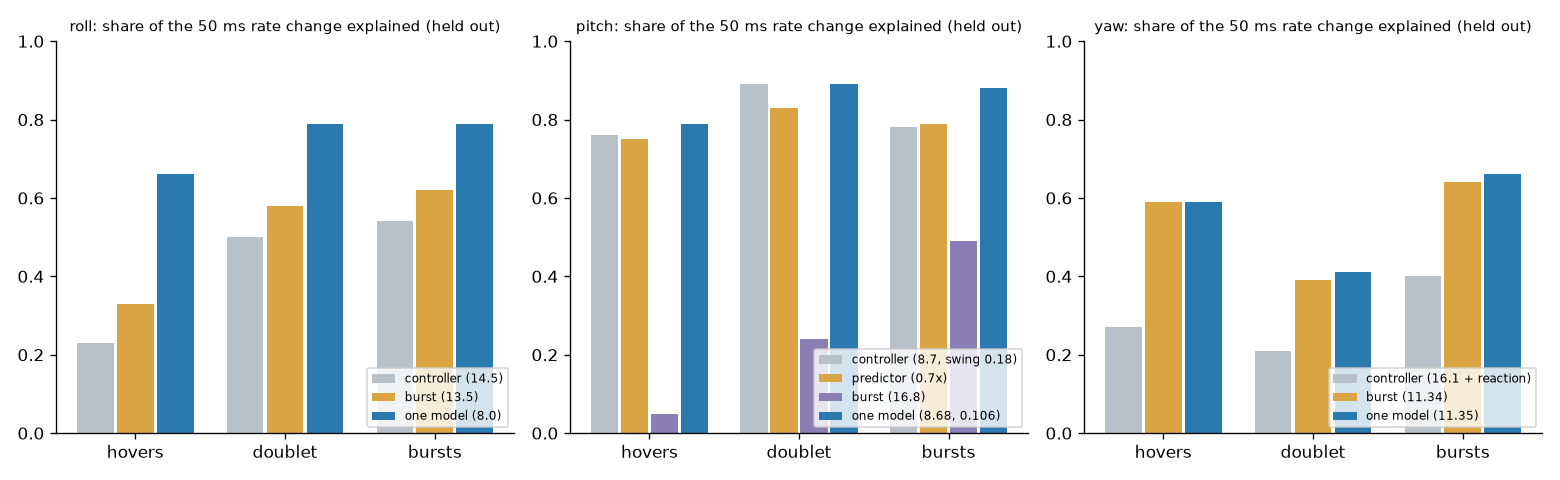 roll: share of the 50 ms rate change explained (held out)
1.0
0.8
0.6
0.4
0.2
0.0
hovers
doublet
bursts
controller (14.5)
burst (13.5)
one model (8.0)
pitch: share of the 50 ms rate change explained (held out)
1.0
0.8
0.6
0.4
0.2
0.0
hovers
doublet
bursts
controller (8.7, swing 0.18)
predictor (0.7x)
burst (16.8)
one model (8.68, 0.106)
yaw: share of the 50 ms rate change explained (held out)
1.0
0.8
0.6
0.4
0.2
0.0
hovers
doublet
bursts
controller (16.1 + reaction)
burst (11.34)
one model (11.35)